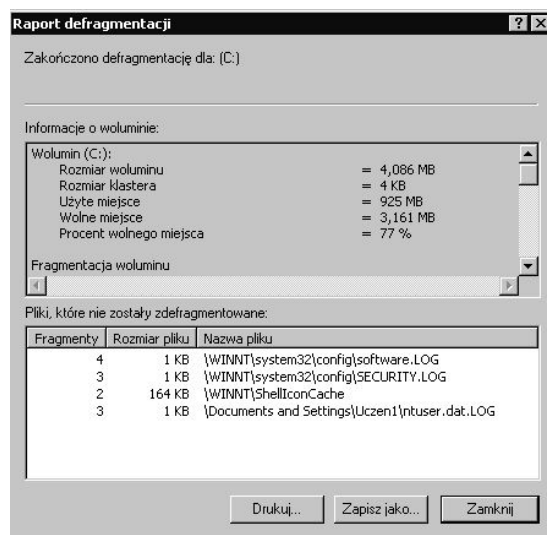 Raport defragmentacji
Zakończono defragmentację dla: (C:)
Informacje o woluminie:
Wolumin (C:):
Rozmiar woluminu = 4,086 MB
Rozmiar klastera = 4 KB
Użyte miejsce = 925 MB
Wolne miejsce = 3,161 MB
Procent wolnego miejsca = 77 %
Fragmentacja woluminu
Pliki, które nie zostały zdefragmentowane:
Fragmenty Rozmiar pliku Nazwa pliku
4 1 KB \WINNT\system32\config\software.LOG
3 1 KB \WINNT\system32\config\SECURITY.LOG
2 164 KB \WINNT\ShellIconCache
3 1 KB \Documents and Settings\Uczen1\ntuser.dat.LOG
Drukuj... Zapisz jako... Zamknij